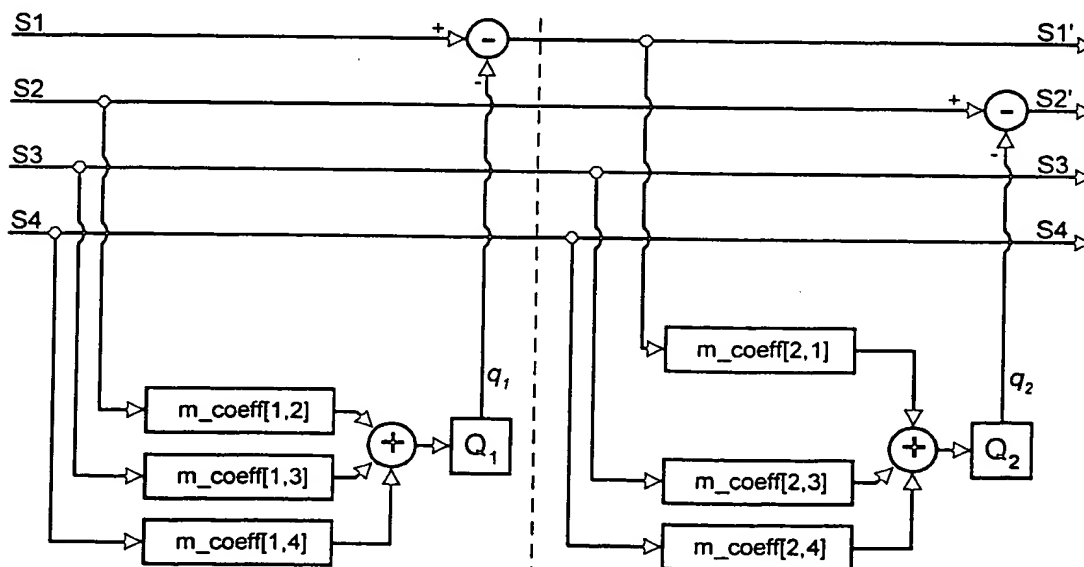 S1 + - S1'
-
S2 + - S2'
-
S3 S3
S4 S4
m_coeff[2,1]
q₁ q₂
m_coeff[1,2]
+ Q₁ + Q₂
m_coeff[1,3] m_coeff[2,3]
m_coeff[1,4] m_coeff[2,4]